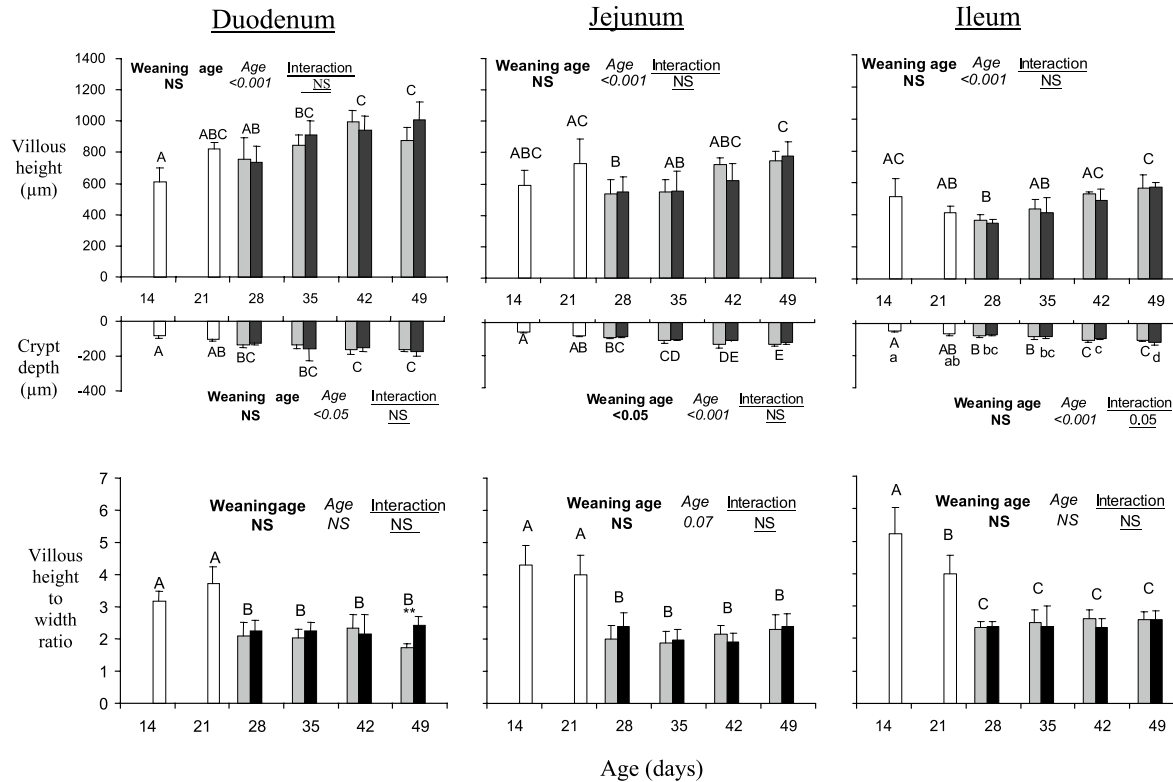 Duodenum
Jejunum
Ileum
Villous
height
(µm)
1400
1200
1000
800
600
400
200
0
Weaning age Age Interaction
NS <0.001 NS
A
ABC
AB
BC
C
C
14 21 28 35 42 49
Weaning age Age Interaction
NS <0.001 NS
ABC
AC
B
AB
ABC
C
14 21 28 35 42 49
Weaning age Age Interaction
NS <0.001 NS
AC
AB
B
AB
AC
C
14 21 28 35 42 49
Crypt
depth
(µm)
0
-200
-400
A AB BC BC C C
Weaning age Age Interaction
NS <0.05 NS
A AB BC CD DE E
Weaning age Age Interaction
<0.05 <0.001 NS
A AB B bc B bc C c C d
a ab
Weaning age Age Interaction
NS <0.001 0.05
Villous
height
to
width
ratio
7
6
5
4
3
2
1
0
Weaning age Age Interaction
NS NS NS
A A B B B B
**
14 21 28 35 42 49
Weaning age Age Interaction
NS 0.07 NS
A A B B B B
14 21 28 35 42 49
Weaning age Age Interaction
NS NS NS
A B C C C C
14 21 28 35 42 49
Age (days)